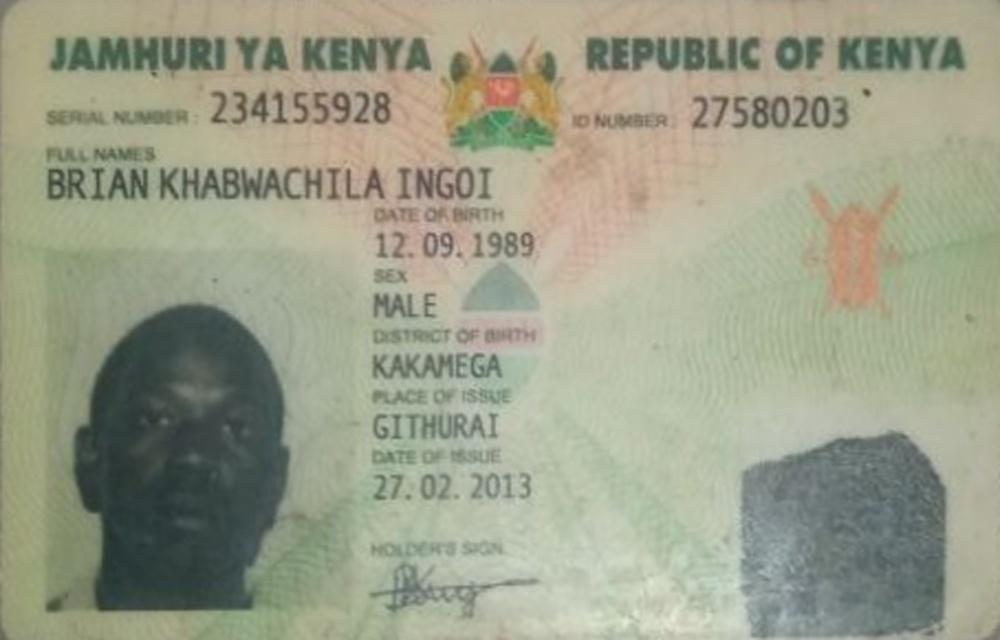 JAMHURI YA KENYA REPUBLIC OF KENYA
SERIAL NUMBER : 234155928 ID NUMBER : 27580203
FULL NAMES
BRIAN KHABWACHILA INGOI
DATE OF BIRTH
12. 09. 1989
SEX
MALE
DISTRICT OF BIRTH
KAKAMEGA
PLACE OF ISSUE
GITHURAI
DATE OF ISSUE
27. 02. 2013
HOLDER'S SIGN.